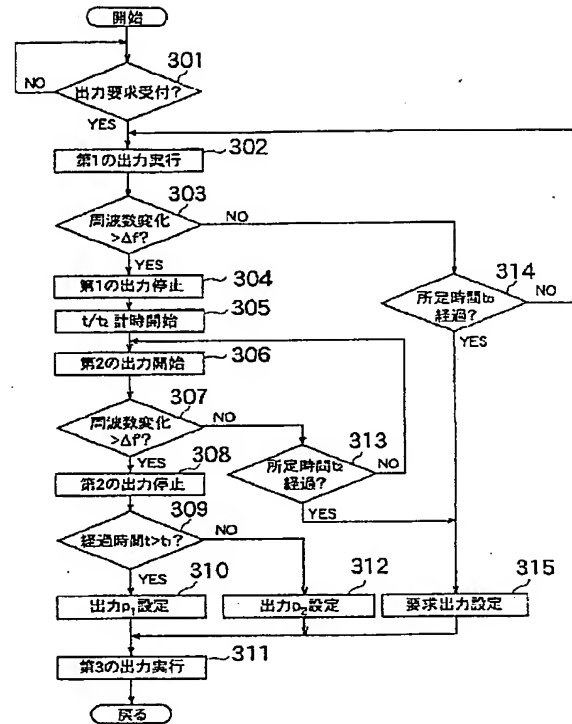 開始
301
NO
出力要求受付?
YES
302
第1の出力実行
303
周波数変化
>Δf?
NO
YES
304
第1の出力停止
305
t/t₂ 計時開始
306
第2の出力開始
307
周波数変化
>Δf?
NO
YES
308
第2の出力停止
309
経過時間t>t₁?
NO
YES
310
出力p₁設定
311
第3の出力実行
戻る
312
出力p₂設定
313
所定時間t₂
経過?
NO
YES
314
所定時間t₀
経過?
NO
YES
315
要求出力設定